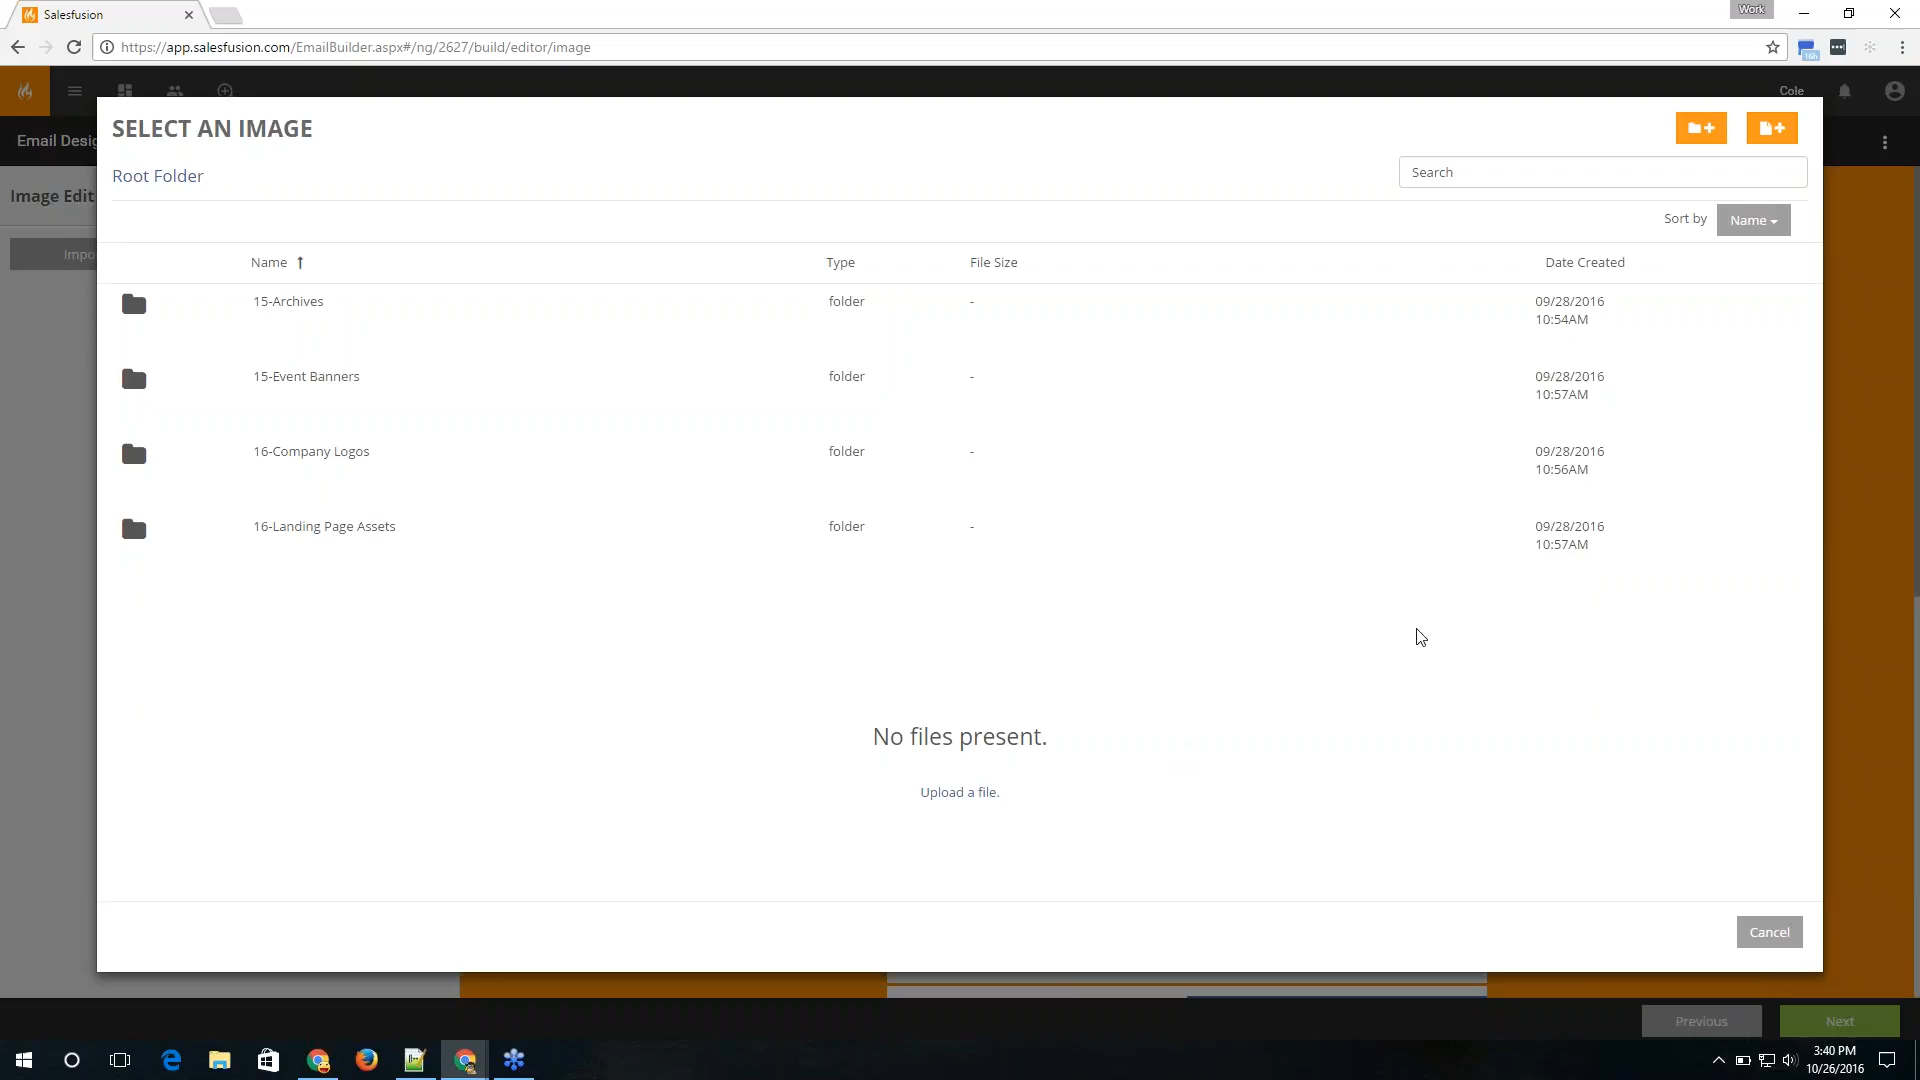 Salesfusion
Work
https://app.salesfusion.com/EmailBuilder.aspx#/ng/2627/build/editor/image
Cole
Email Desig
SELECT AN IMAGE
Root Folder
Search
Image Edit
Sort by
Name
Impo
Name Type File Size Date Created
15-Archives folder - 09/28/2016
10:54AM
15-Event Banners folder - 09/28/2016
10:57AM
16-Company Logos folder - 09/28/2016
10:56AM
16-Landing Page Assets folder - 09/28/2016
10:57AM
No files present.
Upload a file.
Cancel
Previous
Next
3:40 PM
10/26/2016